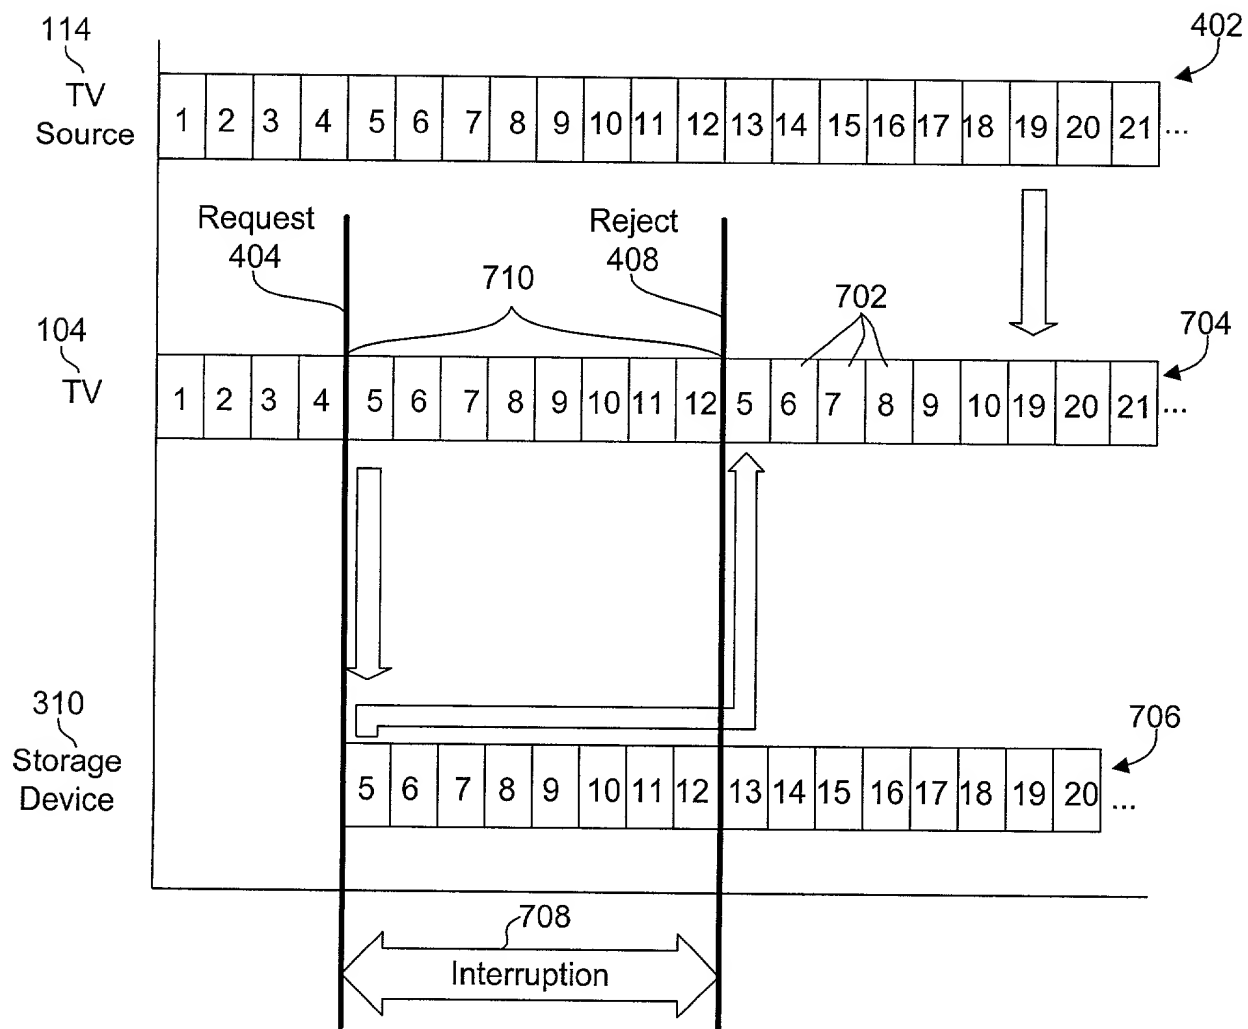 114
402
TV
Source
1 2 3 4 5 6 7 8 9 10 11 12 13 14 15 16 17 18 19 20 21 ...
Request
404
Reject
408
710
702
104
704
TV
1 2 3 4 5 6 7 8 9 10 11 12 5 6 7 8 9 10 19 20 21 ...
310
706
Storage
Device
5 6 7 8 9 10 11 12 13 14 15 16 17 18 19 20 ...
708
Interruption